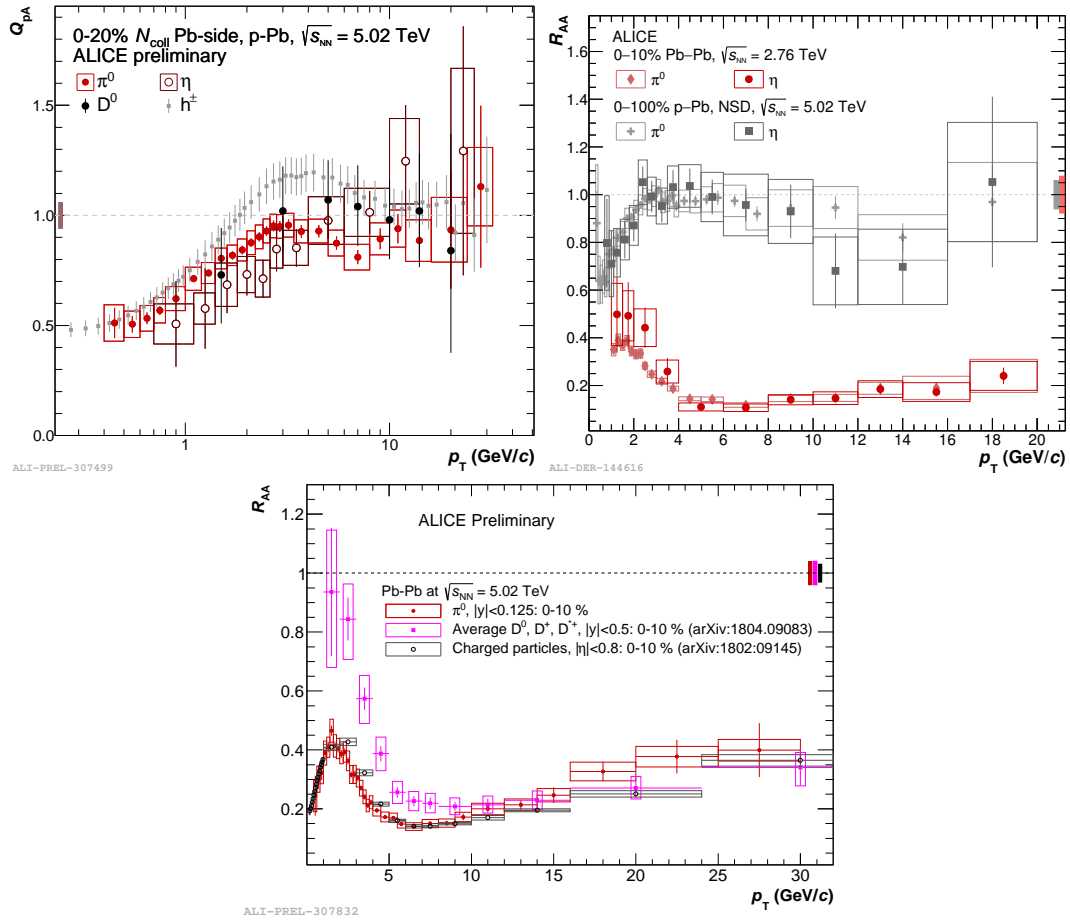 Q_pA
0-20% N_coll Pb-side, p-Pb, √s_NN = 5.02 TeV
ALICE preliminary
π⁰ η
D⁰ h±
1.5
1.0
0.5
0.0
1 10
p_T (GeV/c)
ALI-PREL-307499
R_AA
ALICE
0–10% Pb–Pb, √s_NN = 2.76 TeV
π⁰ η
0–100% p–Pb, NSD, √s_NN = 5.02 TeV
π⁰ η
1.6
1.4
1.2
1
0.8
0.6
0.4
0.2
0 2 4 6 8 10 12 14 16 18 20
p_T (GeV/c)
ALI-DER-144616
R_AA
ALICE Preliminary
Pb-Pb at √s_NN = 5.02 TeV
π⁰, |y|<0.125: 0-10 %
Average D⁰, D⁺, D*⁺, |y|<0.5: 0-10 % (arXiv:1804.09083)
Charged particles, |η|<0.8: 0-10 % (arXiv:1802:09145)
1.2
1
0.8
0.6
0.4
0.2
0 5 10 15 20 25 30
p_T (GeV/c)
ALI-PREL-307832